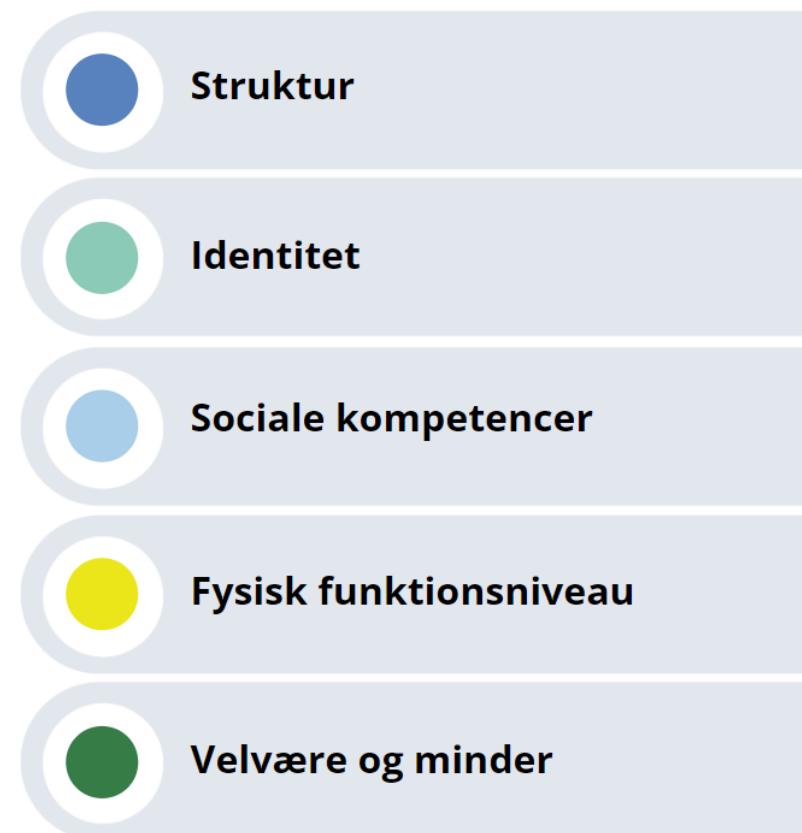 Struktur
Identitet
Sociale kompetencer
Fysisk funktionsniveau
Velvære og minder